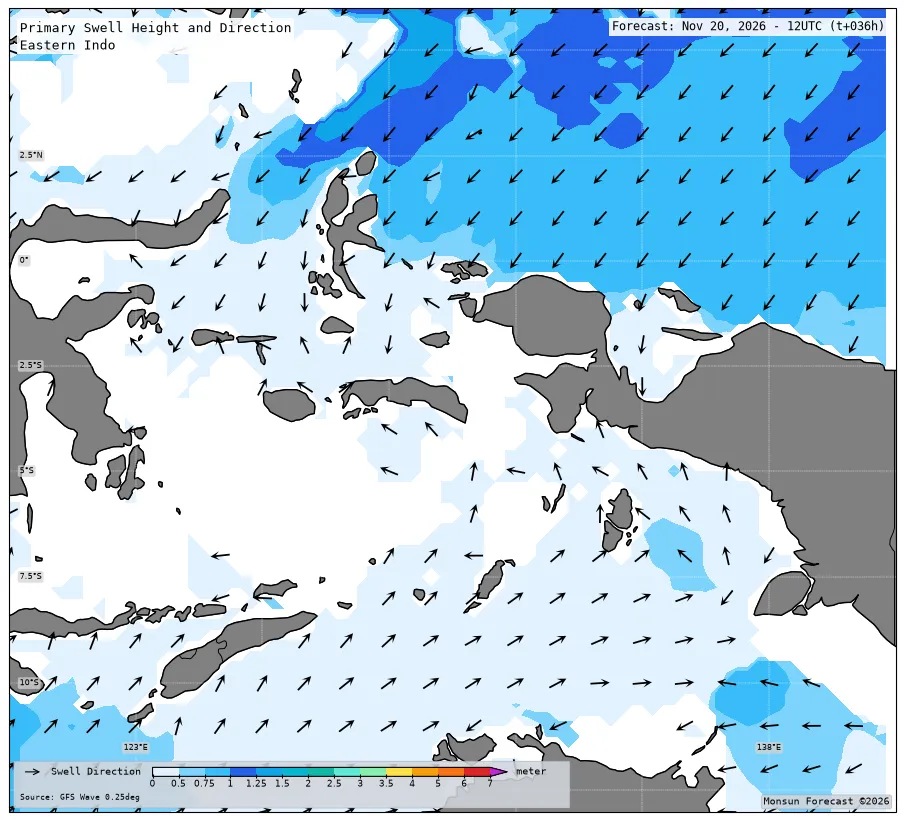 Primary Swell Height and Direction
Eastern Indo
Forecast: Nov 20, 2026 - 12UTC (t+036h)
2.5°N
0°
2.5°S
5°S
7.5°S
10°S
123°E
138°E
Swell Direction
0 0.5 0.75 1 1.25 1.5 2 2.5 3 3.5 4 5 6 7
meter
Source: GFS Wave 0.25deg
Monsun Forecast ©2026